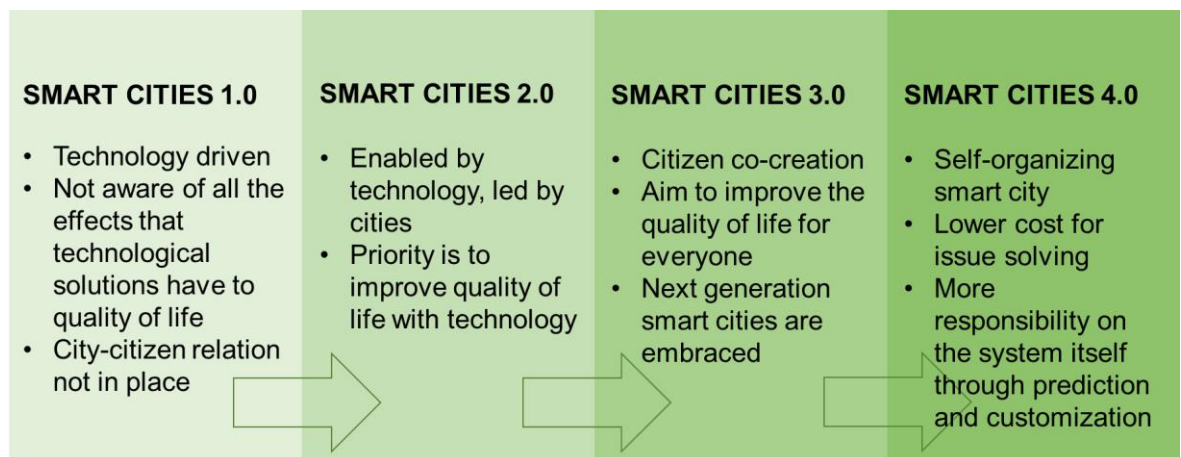 SMART CITIES 1.0
• Technology driven
• Not aware of all the
effects that
technological
solutions have to
quality of life
• City-citizen relation
not in place
SMART CITIES 2.0
• Enabled by
technology, led by
cities
• Priority is to
improve quality of
life with technology
SMART CITIES 3.0
• Citizen co-creation
• Aim to improve the
quality of life for
everyone
• Next generation
smart cities are
embraced
SMART CITIES 4.0
• Self-organizing
smart city
• Lower cost for
issue solving
• More
responsibility on
the system itself
through prediction
and customization